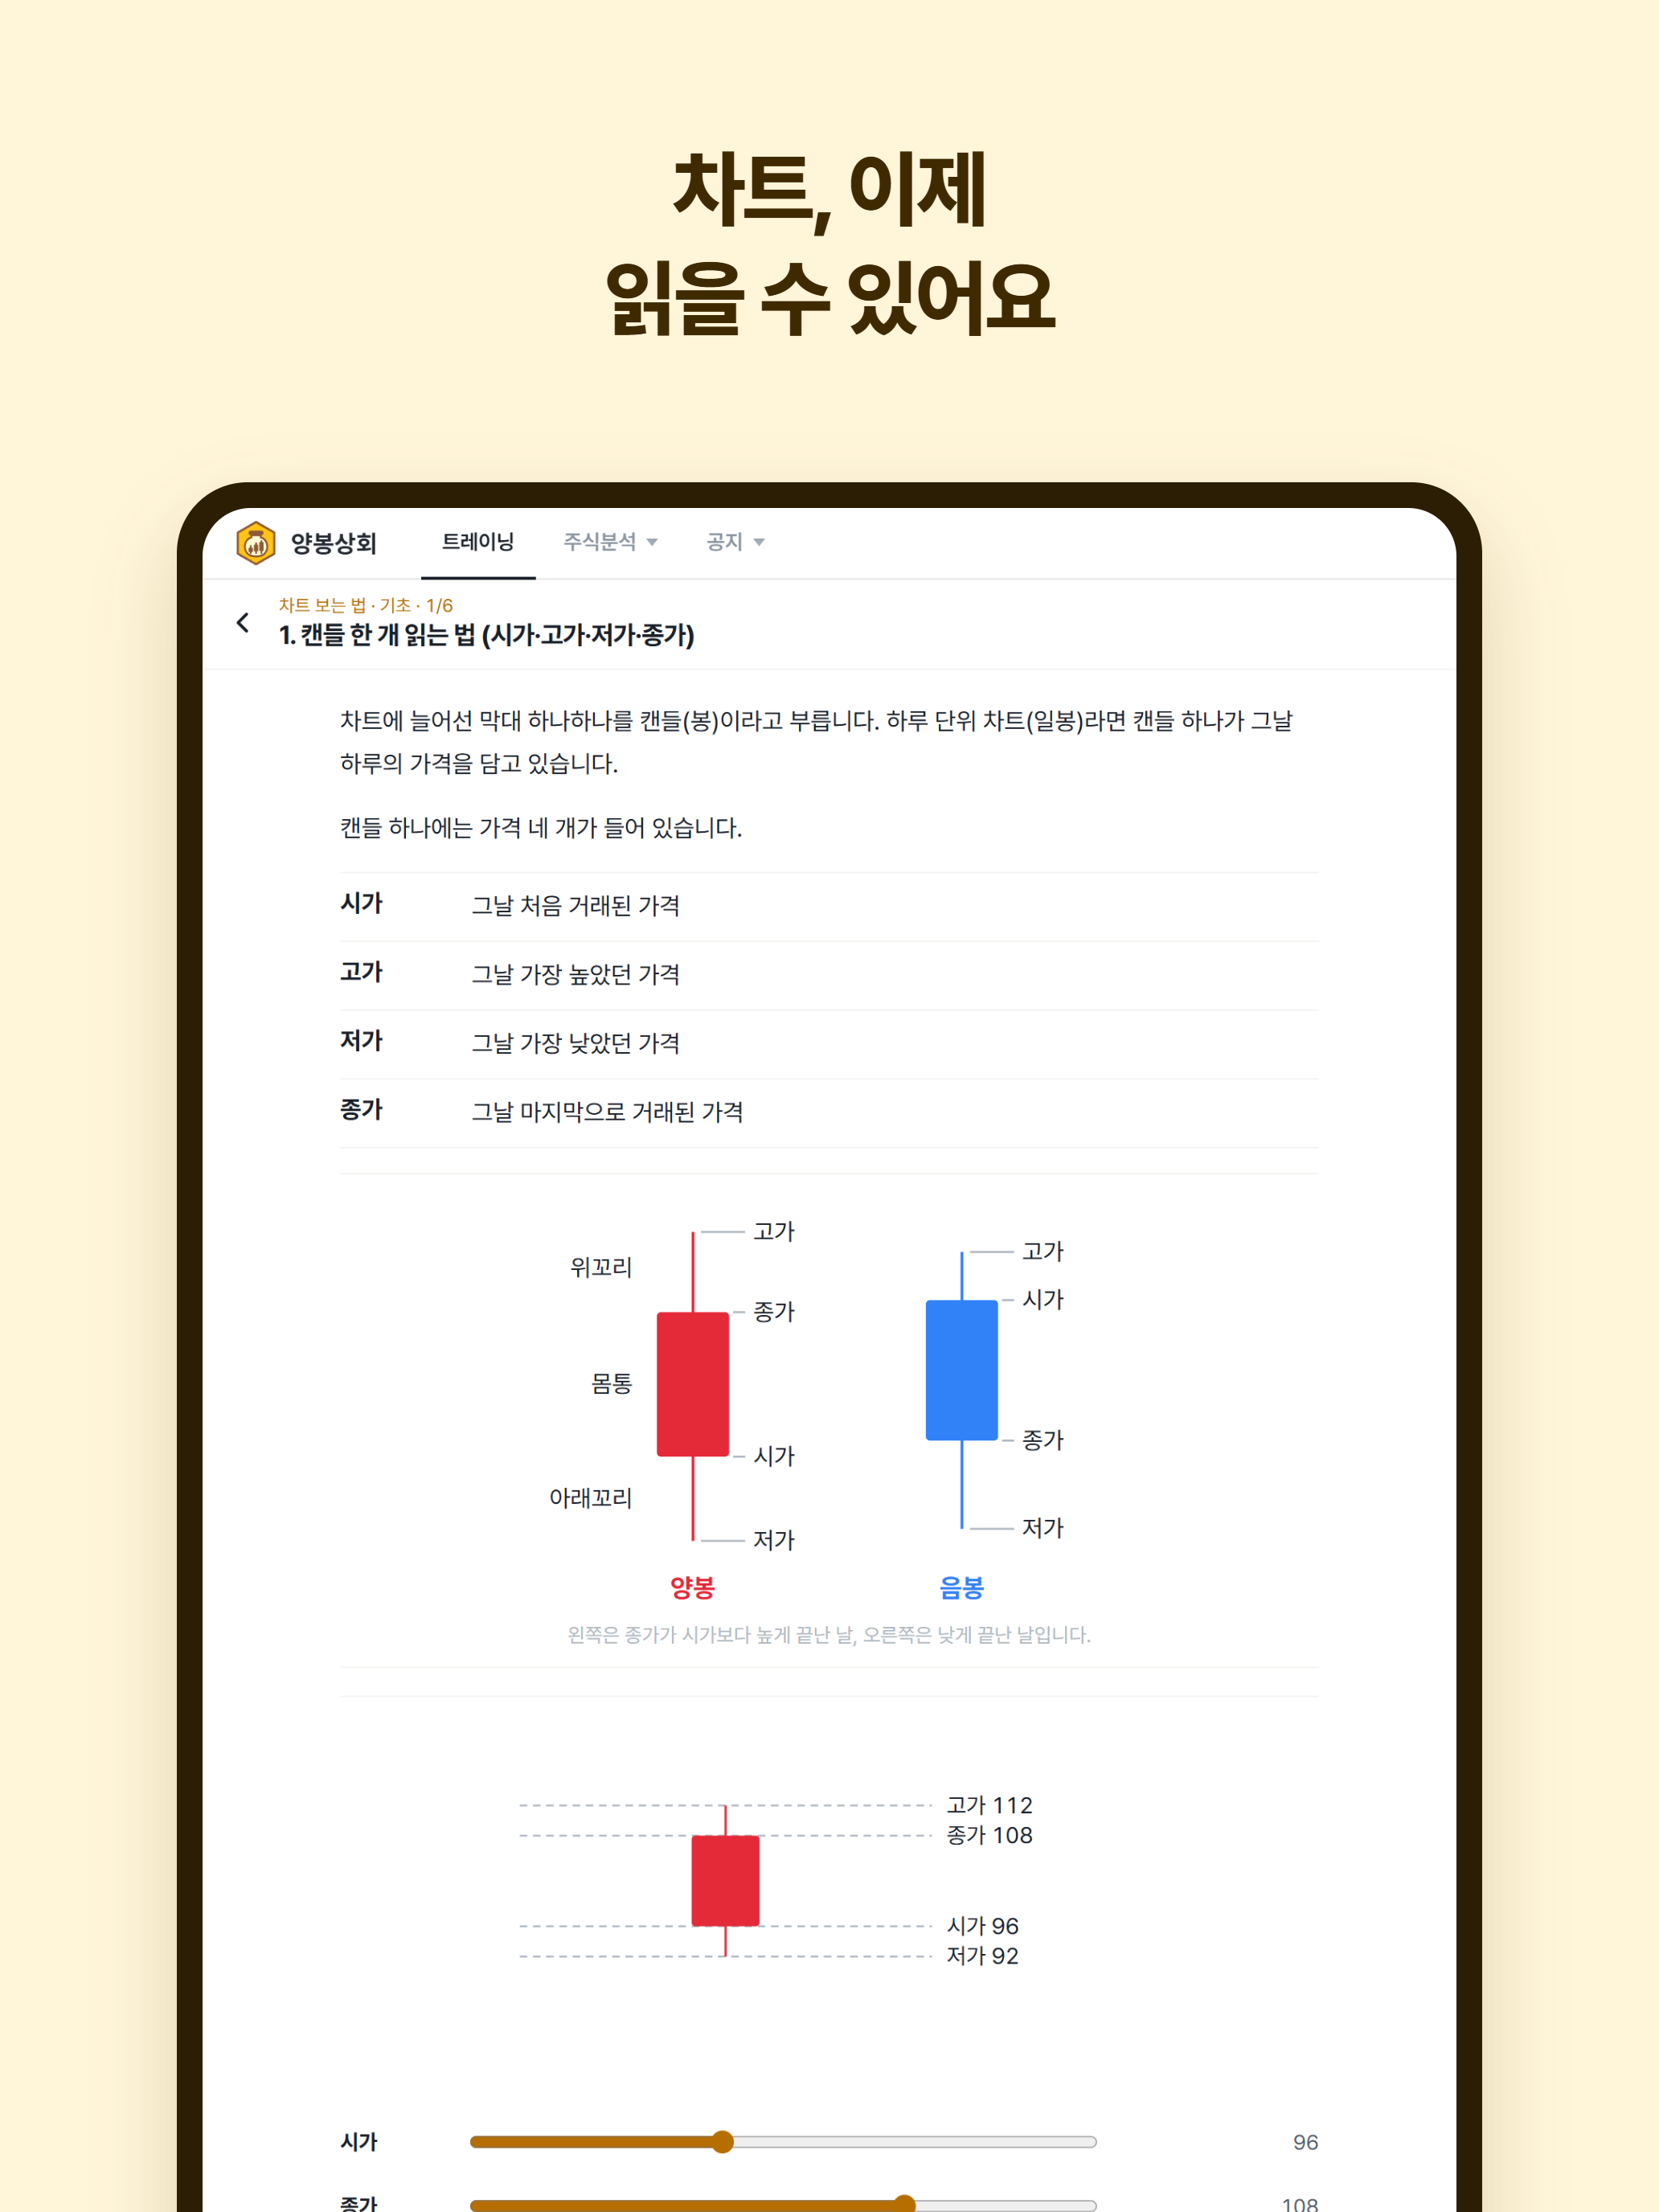 차트, 이제
읽을 수 있어요
양봉상회 트레이닝 주식분석 공지
차트 보는 법 · 기초 · 1/6
1. 캔들 한 개 읽는 법 (시가·고가·저가·종가)
차트에 늘어선 막대 하나하나를 캔들(봉)이라고 부릅니다. 하루 단위 차트(일봉)라면 캔들 하나가 그날
하루의 가격을 담고 있습니다.
캔들 하나에는 가격 네 개가 들어 있습니다.
시가 그날 처음 거래된 가격
고가 그날 가장 높았던 가격
저가 그날 가장 낮았던 가격
종가 그날 마지막으로 거래된 가격
위꼬리
몸통
아래꼬리
고가
종가
시가
저가
양봉
고가
시가
종가
저가
음봉
왼쪽은 종가가 시가보다 높게 끝난 날, 오른쪽은 낮게 끝난 날입니다.
고가 112
종가 108
시가 96
저가 92
시가 96
종가 108